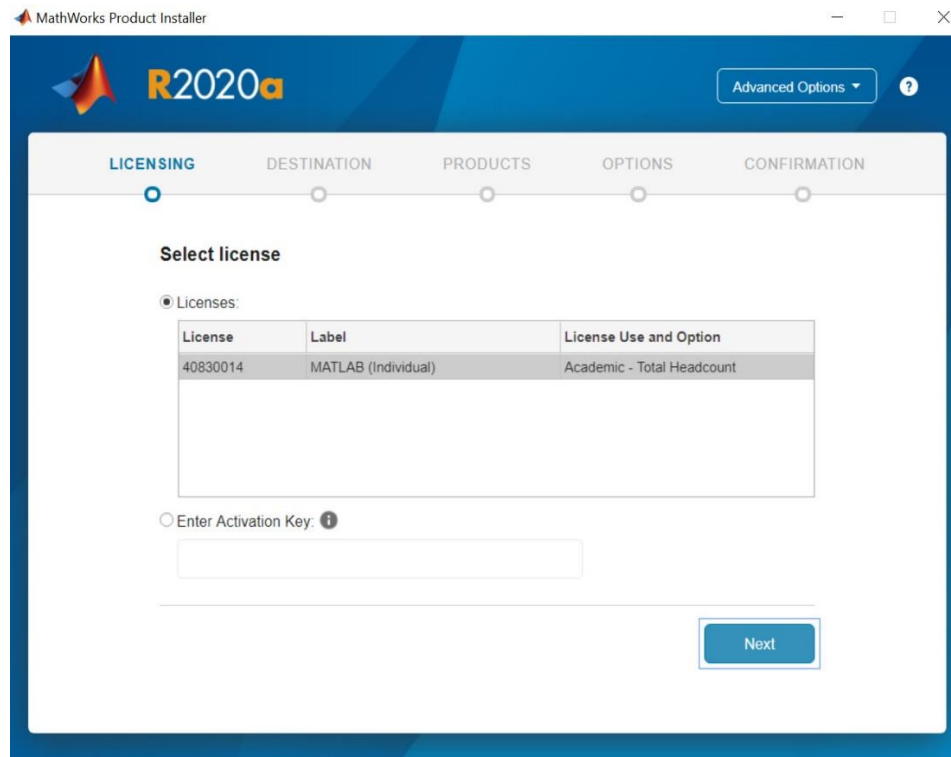 MathWorks Product Installer
R2020a
Advanced Options
?
LICENSING DESTINATION PRODUCTS OPTIONS CONFIRMATION
Select license
Licenses:
License Label License Use and Option
40830014 MATLAB (Individual) Academic - Total Headcount
Enter Activation Key: i
Next